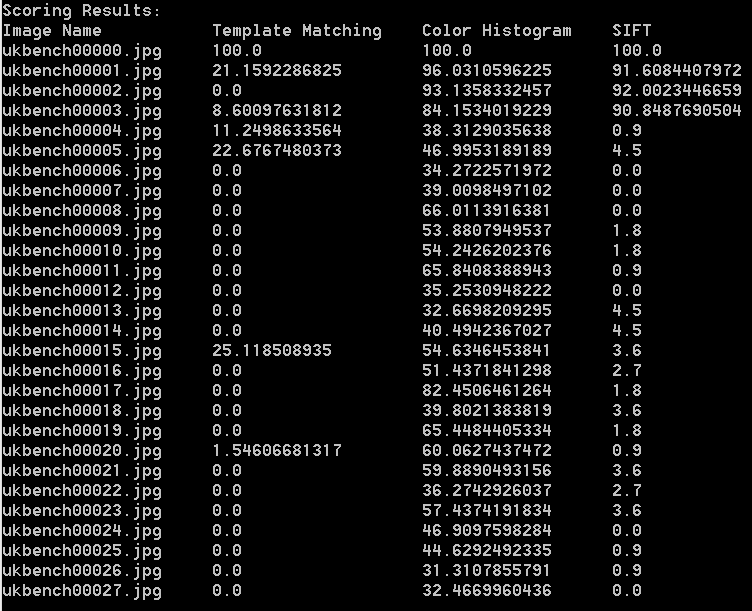 Scoring Results:
Image Name Template Matching Color Histogram SIFT
ukbench00000.jpg 100.0 100.0 100.0
ukbench00001.jpg 21.1592286825 96.0310596225 91.6084407972
ukbench00002.jpg 0.0 93.1358332457 92.0023446659
ukbench00003.jpg 8.60097631812 84.1534019229 90.8487690504
ukbench00004.jpg 11.2498633564 38.3129035638 0.9
ukbench00005.jpg 22.6767480373 46.9953189189 4.5
ukbench00006.jpg 0.0 34.2722571972 0.0
ukbench00007.jpg 0.0 39.0098497102 0.0
ukbench00008.jpg 0.0 66.0113916381 0.0
ukbench00009.jpg 0.0 53.8807949537 1.8
ukbench00010.jpg 0.0 54.2426202376 1.8
ukbench00011.jpg 0.0 65.8408388943 0.9
ukbench00012.jpg 0.0 35.2530948222 0.0
ukbench00013.jpg 0.0 32.6698209295 4.5
ukbench00014.jpg 0.0 40.4942367027 4.5
ukbench00015.jpg 25.118508935 54.6346453841 3.6
ukbench00016.jpg 0.0 51.4371841298 2.7
ukbench00017.jpg 0.0 82.4506461264 1.8
ukbench00018.jpg 0.0 39.8021383819 3.6
ukbench00019.jpg 0.0 65.4484405334 1.8
ukbench00020.jpg 1.54606681317 60.0627437472 0.9
ukbench00021.jpg 0.0 59.8890493156 3.6
ukbench00022.jpg 0.0 36.2742926037 2.7
ukbench00023.jpg 0.0 57.4374191834 3.6
ukbench00024.jpg 0.0 46.9097598284 0.0
ukbench00025.jpg 0.0 44.6292492335 0.9
ukbench00026.jpg 0.0 31.3107855791 0.9
ukbench00027.jpg 0.0 32.4669960436 0.0